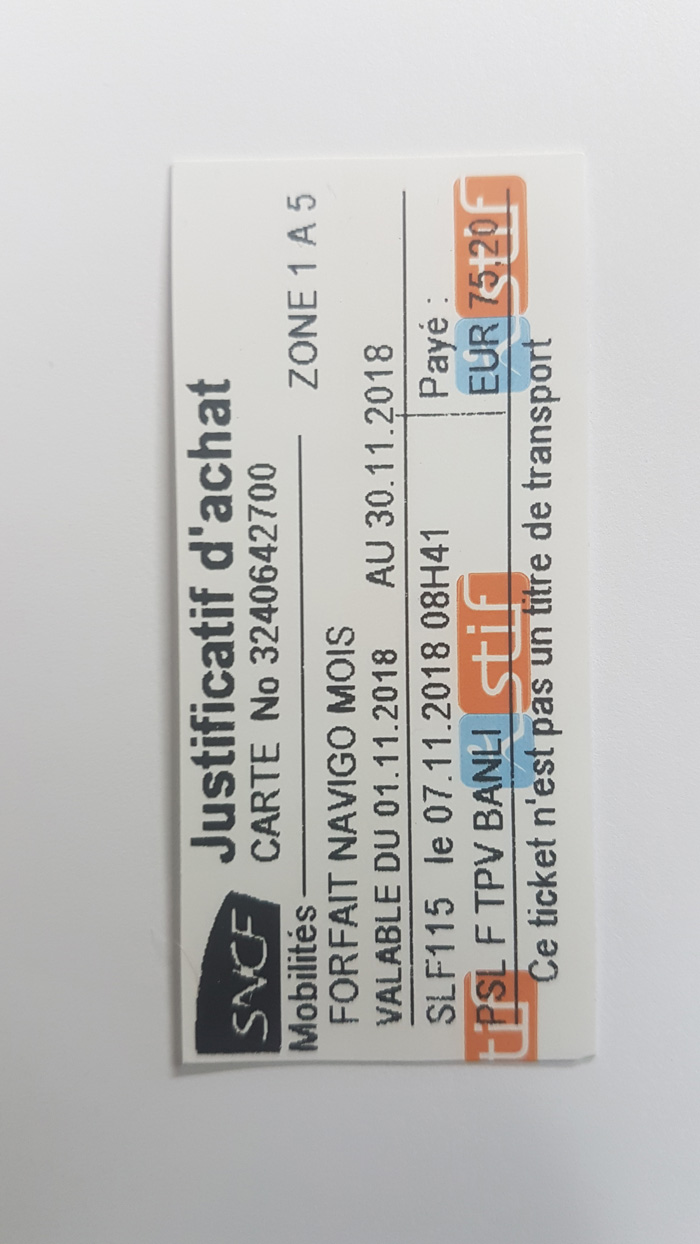 Justificatif d'achat
SNCF
CARTE No 3240642700
Mobilités
ZONE 1 A 5
FORFAIT NAVIGO MOIS
VALABLE DU 01.11.2018 AU 30.11.2018
SLF115 le 07.11.2018 08H41 Payé :
PSL F TPV BANLI EUR 75,20
tif stif stif
Ce ticket n'est pas un titre de transport